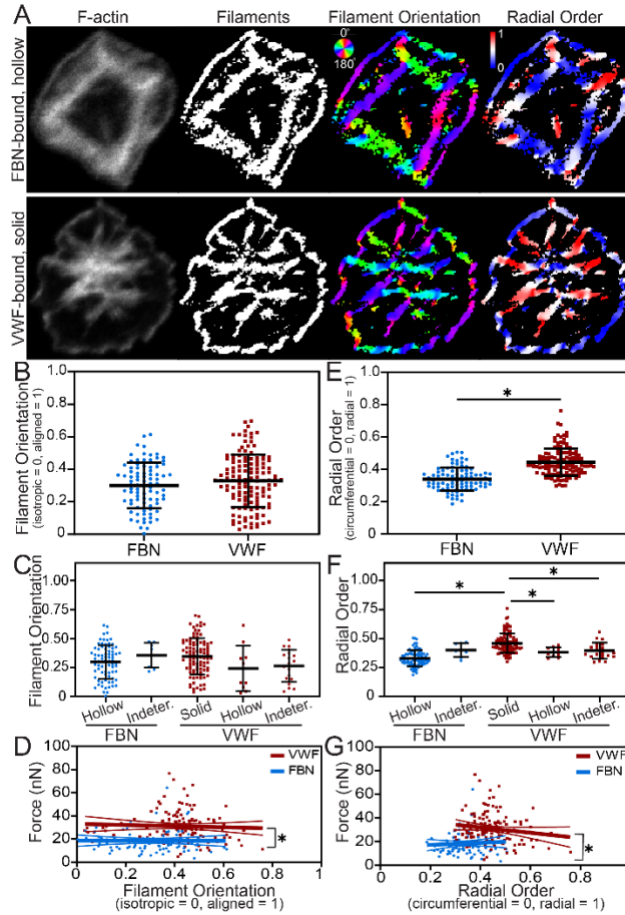 A
F-actin
Filaments
Filament Orientation
Radial Order
FBN-bound, hollow
0°
180
1
0
VWF-bound, solid
B
Filament Orientation
(isotropic = 0, aligned = 1)
1.0
0.8
0.6
0.4
0.2
0
FBN
VWF
E
Radial Order
(circumferential = 0, radial = 1)
1.0
0.8
0.6
0.4
0.2
0
*
FBN
VWF
C
Filament Orientation
1.00
0.75
0.50
0.25
0
Hollow
Indeter.
Solid
Hollow
Indeter.
FBN
VWF
F
Radial Order
1.00
0.75
0.50
0.25
0
*
*
*
Hollow
Indeter.
Solid
Hollow
Indeter.
FBN
VWF
D
Force (nN)
100
80
60
40
20
0
VWF
FBN
*
0
0.2
0.4
0.6
0.8
1
Filament Orientation
(isotropic = 0, aligned = 1)
G
Force (nN)
100
80
60
40
20
0
VWF
FBN
*
0
0.2
0.4
0.6
0.8
Radial Order
(circumferential = 0, radial = 1)